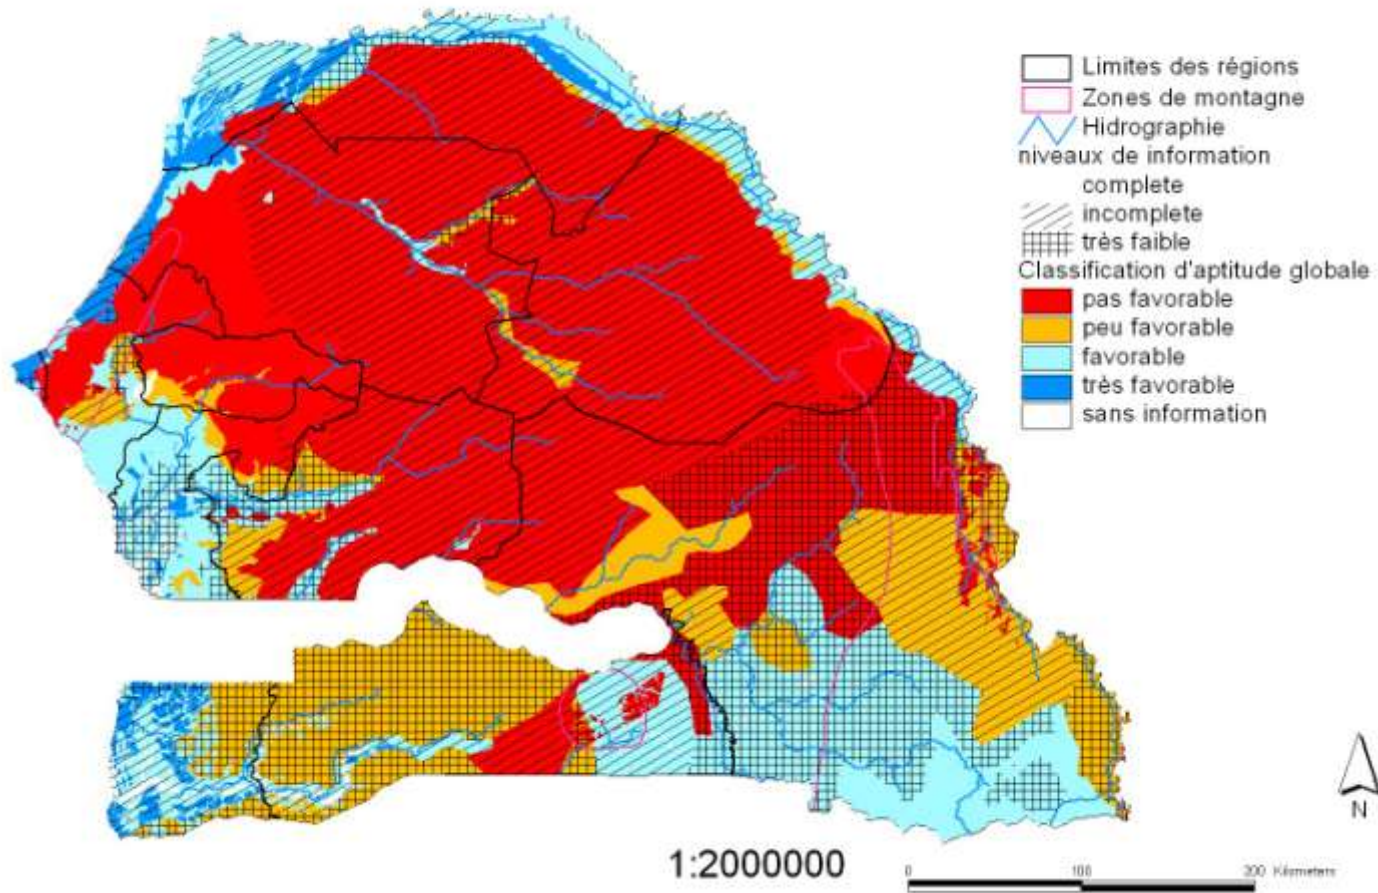 Limites des régions
Zones de montagne
Hidrographie
niveaux de information
complete
incomplete
très faible
Classification d'aptitude globale
pas favorable
peu favorable
favorable
très favorable
sans information
N
1:2000000
0 100 200 Kilometers